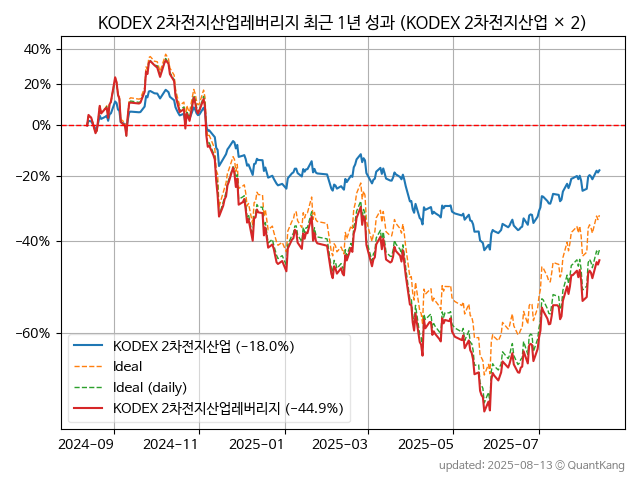 KODEX 2차전지산업레버리지 최근 1년 성과 (KODEX 2차전지산업 × 2)
40%
20%
0%
−20%
−40%
−60%
KODEX 2차전지산업 (−18.0%)
Ideal
Ideal (daily)
KODEX 2차전지산업레버리지 (−44.9%)
2024-09 2024-11 2025-01 2025-03 2025-05 2025-07
updated: 2025-08-13 ⓒ QuantKang